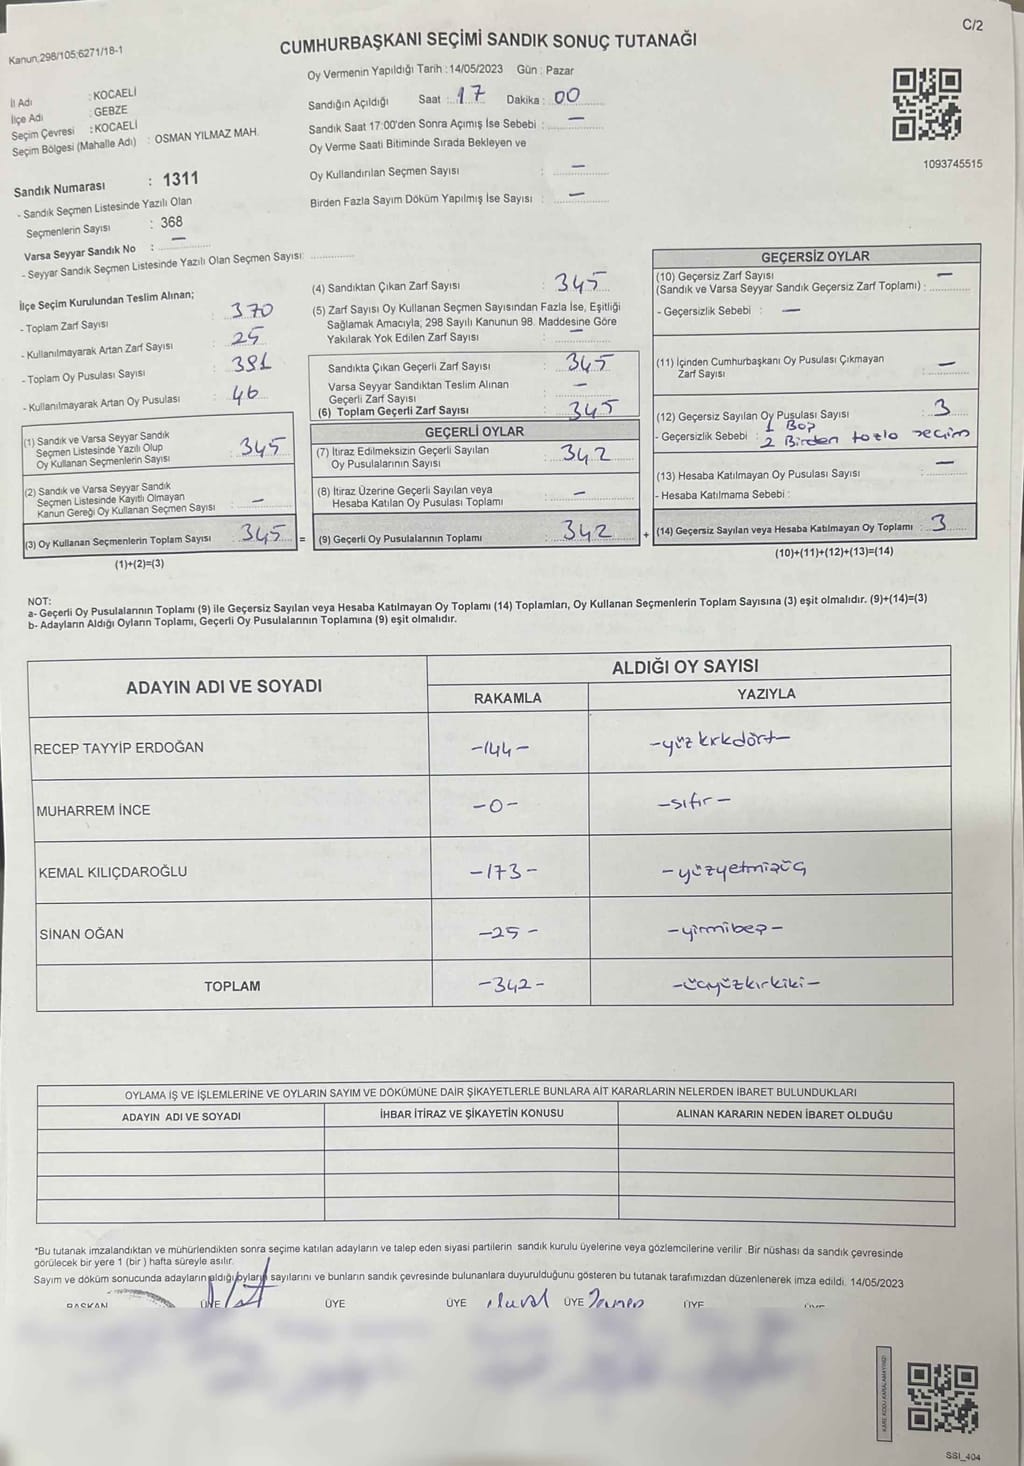 C/2
Kanun:298/105;6271/18-1
CUMHURBAŞKANI SEÇİMİ SANDIK SONUÇ TUTANAĞI
Oy Vermenin Yapıldığı Tarih :14/05/2023 Gün : Pazar
İl Adı : KOCAELİ
İlçe Adı : GEBZE
Seçim Çevresi : KOCAELİ
Seçim Bölgesi (Mahalle Adı) : OSMAN YILMAZ MAH.
Sandığın Açıldığı Saat : 17 Dakika : 00
Sandık Saat 17:00'den Sonra Açımış İse Sebebi : —
Oy Verme Saati Bitiminde Sırada Bekleyen ve
Oy Kullandırılan Seçmen Sayısı : —
Birden Fazla Sayım Döküm Yapılmış İse Sayısı : —
1093745515
Sandık Numarası : 1311
- Sandık Seçmen Listesinde Yazılı Olan
Seçmenlerin Sayısı : 368
Varsa Seyyar Sandık No : —
- Seyyar Sandık Seçmen Listesinde Yazılı Olan Seçmen Sayısı:
İlçe Seçim Kurulundan Teslim Alınan;
- Toplam Zarf Sayısı : 370
- Kullanılmayarak Artan Zarf Sayısı : 25
- Toplam Oy Pusulası Sayısı : 391
- Kullanılmayarak Artan Oy Pusulası : 46
(1) Sandık ve Varsa Seyyar Sandık
Seçmen Listesinde Yazılı Olup
Oy Kullanan Seçmenlerin Sayısı : 345
(2) Sandık ve Varsa Seyyar Sandık
Seçmen Listesinde Kayıtlı Olmayan
Kanun Gereği Oy Kullanan Seçmen Sayısı : —
(3) Oy Kullanan Seçmenlerin Toplam Sayısı : 345 =
(1)+(2)=(3)
(4) Sandıktan Çıkan Zarf Sayısı : 345
(5) Zarf Sayısı Oy Kullanan Seçmen Sayısından Fazla İse, Eşitliği
Sağlamak Amacıyla, 298 Sayılı Kanunun 98. Maddesine Göre
Yakılarak Yok Edilen Zarf Sayısı : —
Sandıkta Çıkan Geçerli Zarf Sayısı : 345
Varsa Seyyar Sandıktan Teslim Alınan
Geçerli Zarf Sayısı : —
(6) Toplam Geçerli Zarf Sayısı : 345
GEÇERLİ OYLAR
(7) İtiraz Edilmeksizin Geçerli Sayılan
Oy Pusulalarının Sayısı : 342
(8) İtiraz Üzerine Geçerli Sayılan veya
Hesaba Katılan Oy Pusulası Toplamı : —
(9) Geçerli Oy Pusulalarının Toplamı : 342 +
GEÇERSİZ OYLAR
(10) Geçersiz Zarf Sayısı —
(Sandık ve Varsa Seyyar Sandık Geçersiz Zarf Toplamı) :
- Geçersizlik Sebebi : —
(11) İçinden Cumhurbaşkanı Oy Pusulası Çıkmayan
Zarf Sayısı : —
(12) Geçersiz Sayılan Oy Pusulası Sayısı : 3
1 Boş
- Geçersizlik Sebebi : 2 Birden fazla seçim
(13) Hesaba Katılmayan Oy Pusulası Sayısı : —
- Hesaba Katılmama Sebebi :
(14) Geçersiz Sayılan veya Hesaba Katılmayan Oy Toplamı : 3
(10)+(11)+(12)+(13)=(14)
NOT:
a- Geçerli Oy Pusulalarının Toplamı (9) ile Geçersiz Sayılan veya Hesaba Katılmayan Oy Toplamı (14) Toplamları, Oy Kullanan Seçmenlerin Toplam Sayısına (3) eşit olmalıdır. (9)+(14)=(3)
b- Adayların Aldığı Oyların Toplamı, Geçerli Oy Pusulalarının Toplamına (9) eşit olmalıdır.
ADAYIN ADI VE SOYADI
ALDIĞI OY SAYISI
RAKAMLA YAZIYLA
RECEP TAYYİP ERDOĞAN -144- -yüz kırkdört-
MUHARREM İNCE -0- -sıfır-
KEMAL KILIÇDAROĞLU -173- -yüzyetmişüç
SİNAN OĞAN -25- -yirmibeş-
TOPLAM -342- -üçyüzkırkiki-
OYLAMA İŞ VE İŞLEMLERİNE VE OYLARIN SAYIM VE DÖKÜMÜNE DAİR ŞİKAYETLERLE BUNLARA AİT KARARLARIN NELERDEN İBARET BULUNDUKLARI
ADAYIN ADI VE SOYADI İHBAR İTİRAZ VE ŞİKAYETİN KONUSU ALINAN KARARIN NEDEN İBARET OLDUĞU
*Bu tutanak imzalandıktan ve mühürlendikten sonra seçime katılan adayların ve talep eden siyasi partilerin sandık kurulu üyelerine veya gözlemcilerine verilir. Bir nüshası da sandık çevresinde
görülecek bir yere 1 (bir ) hafta süreyle asılır.
Sayım ve döküm sonucunda adayların aldığı oyların sayılarını ve bunların sandık çevresinde bulunanlara duyurulduğunu gösteren bu tutanak tarafımızdan düzenlenerek imza edildi. 14/05/2023
BAŞKAN ÜYE ÜYE ÜYE ÜYE ÜYE ÜYE
SSI_404